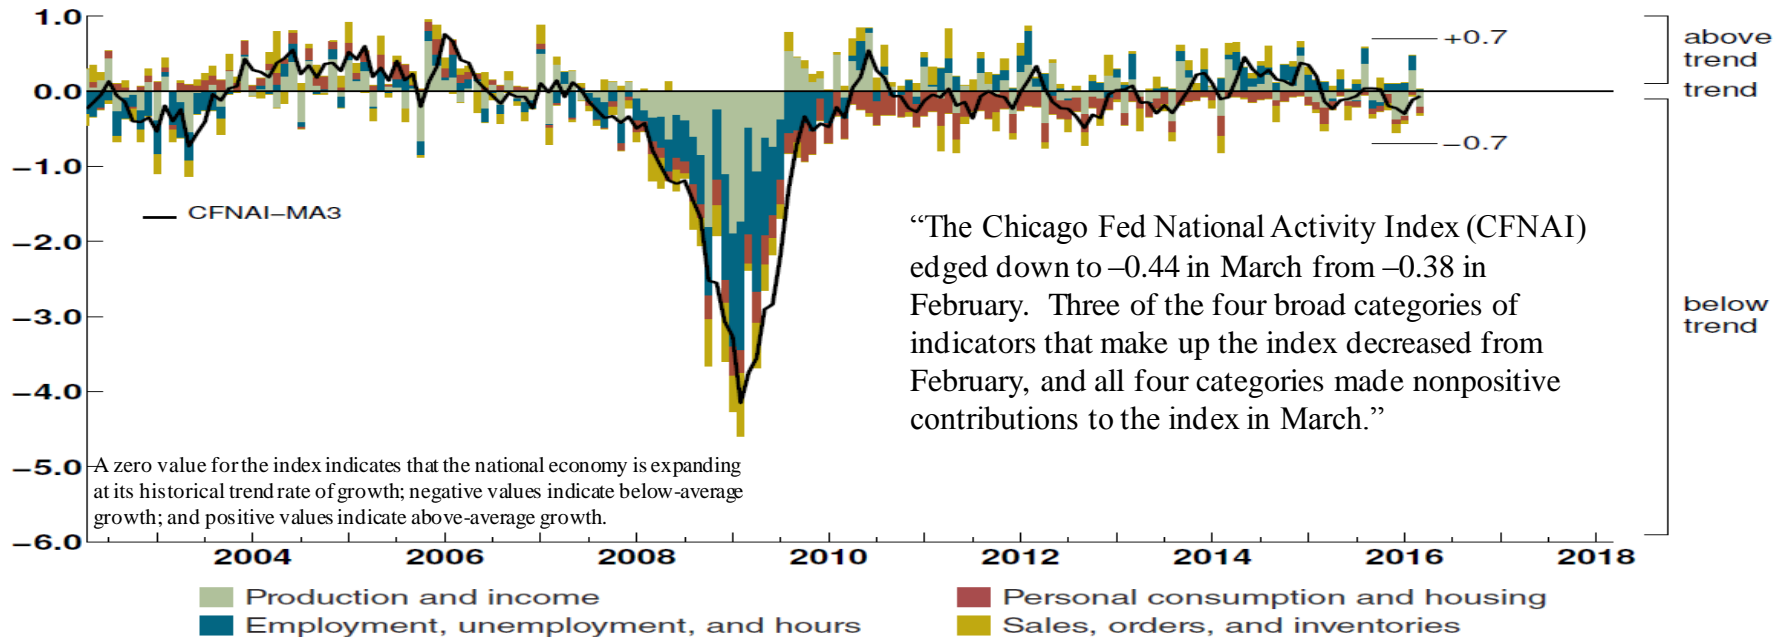 1.0
0.0
−1.0
−2.0
−3.0
−4.0
−5.0
−6.0
+0.7
−0.7
above
trend
trend
below
trend
CFNAI–MA3
“The Chicago Fed National Activity Index (CFNAI)
edged down to –0.44 in March from –0.38 in
February.  Three of the four broad categories of
indicators that make up the index decreased from
February, and all four categories made nonpositive
contributions to the index in March.”
A zero value for the index indicates that the national economy is expanding
at its historical trend rate of growth; negative values indicate below-average
growth; and positive values indicate above-average growth.
2004 2006 2008 2010 2012 2014 2016 2018
Production and income
Personal consumption and housing
Employment, unemployment, and hours
Sales, orders, and inventories